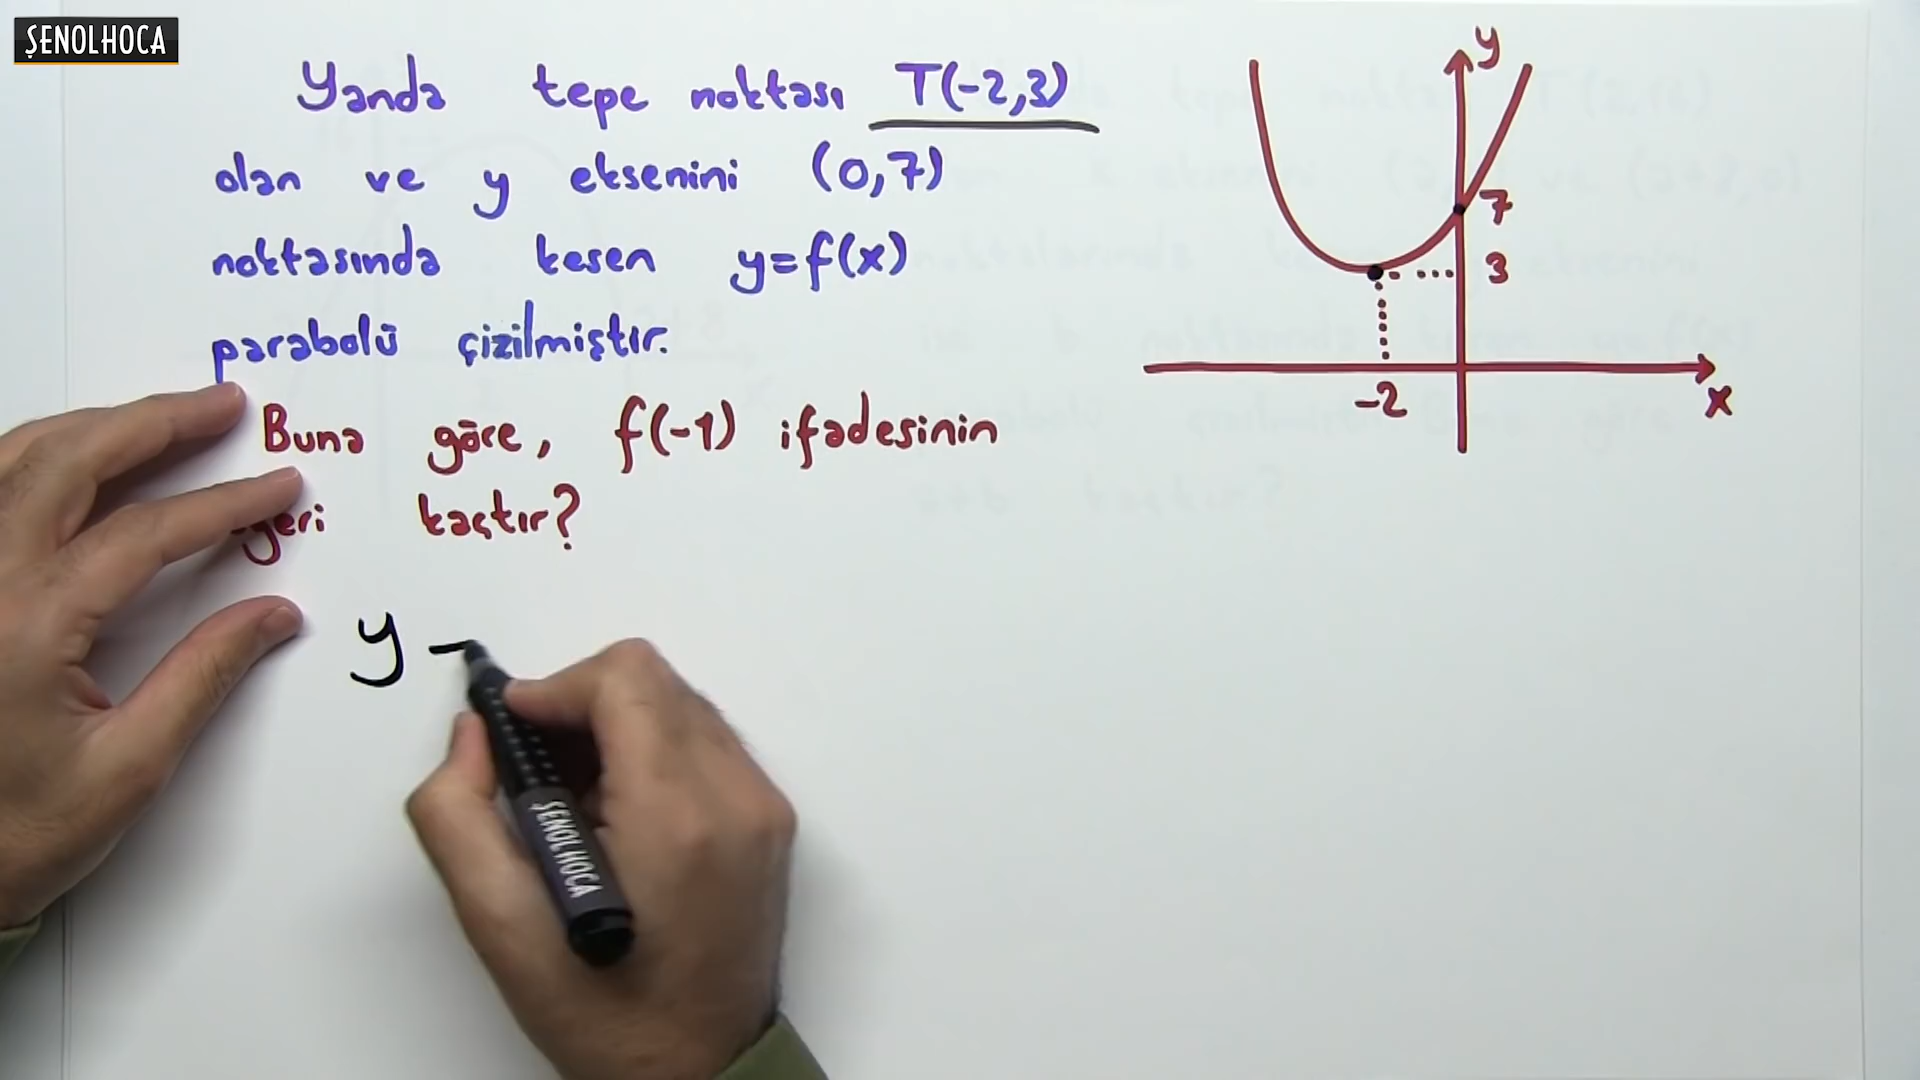 ŞENOLHOCA
Yanda tepe noktası T(-2,3)
olan ve y eksenini (0,7)
noktasında kesen y=f(x)
parabolü çizilmiştir.
Buna göre, f(-1) ifadesinin
kaçtır?
y -
y
7
3
-2
x
ŞENOLHOCA